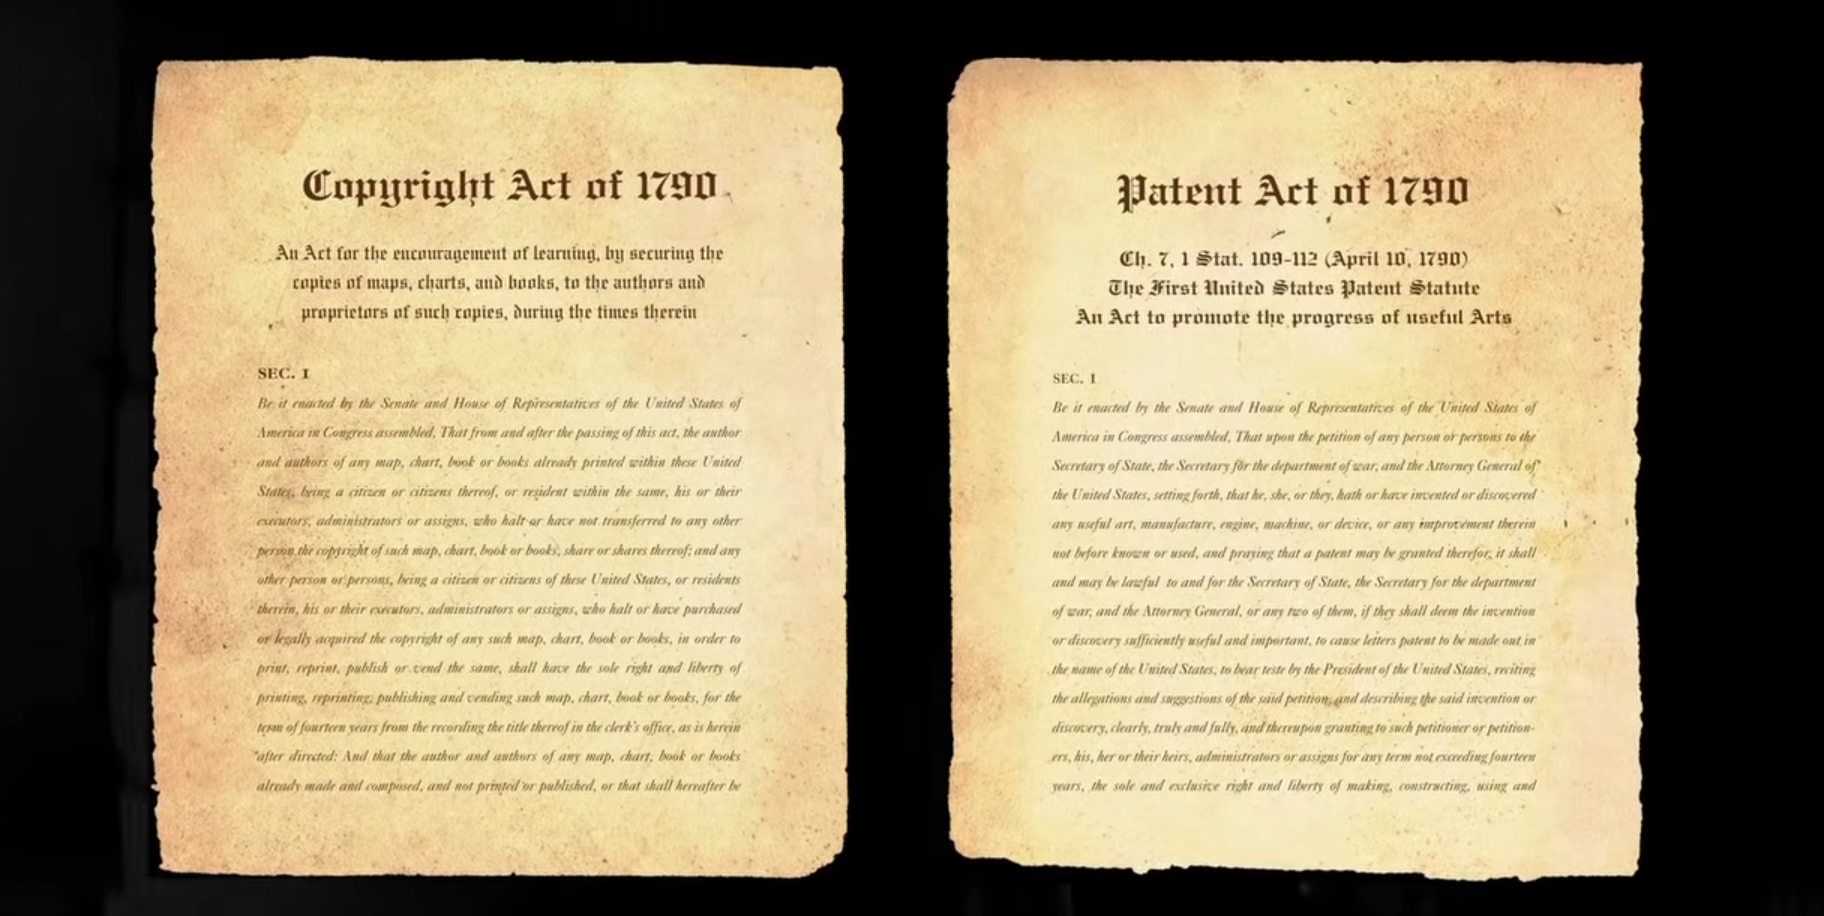 Copyright Act of 1790
An Act for the encouragement of learning, by securing the
copies of maps, charts, and books, to the authors and
proprietors of such copies, during the times therein
SEC. I
Be it enacted by the Senate and House of Representatives of the United States of
America in Congress assembled, That from and after the passing of this act, the author
and authors of any map, chart, book or books already printed within these United
States, being a citizen or citizens thereof, or resident within the same, his or their
executors, administrators or assigns, who halt or have not transferred to any other
person the copyright of such map, chart, book or books, share or shares thereof; and any
other person or persons, being a citizen or citizens of these United States, or residents
therein, his or their executors, administrators or assigns, who halt or have purchased
or legally acquired the copyright of any such map, chart, book or books, in order to
print, reprint, publish or vend the same, shall have the sole right and liberty of
printing, reprinting, publishing and vending such map, chart, book or books, for the
term of fourteen years from the recording the title thereof in the clerk's office, as is herein
after directed: And that the author and authors of any map, chart, book or books
already made and composed, and not printed or published, or that shall hereafter be
Patent Act of 1790
Ch. 7, 1 Stat. 109-112 (April 10, 1790)
The First United States Patent Statute
An Act to promote the progress of useful Arts
SEC. I
Be it enacted by the Senate and House of Representatives of the United States of
America in Congress assembled, That upon the petition of any person or persons to the
Secretary of State, the Secretary for the department of war, and the Attorney General of
the United States, setting forth, that he, she, or they, hath or have invented or discovered
any useful art, manufacture, engine, machine, or device, or any improvement therein
not before known or used, and praying that a patent may be granted therefor, it shall
and may be lawful to and for the Secretary of State, the Secretary for the department
of war, and the Attorney General, or any two of them, if they shall deem the invention
or discovery sufficiently useful and important, to cause letters patent to be made out in
the name of the United States, to bear teste by the President of the United States, reciting
the allegations and suggestions of the said petition, and describing the said invention or
discovery, clearly, truly and fully, and thereupon granting to such petitioner or petition-
ers, his, her or their heirs, administrators or assigns for any term not exceeding fourteen
years, the sole and exclusive right and liberty of making, constructing, using and